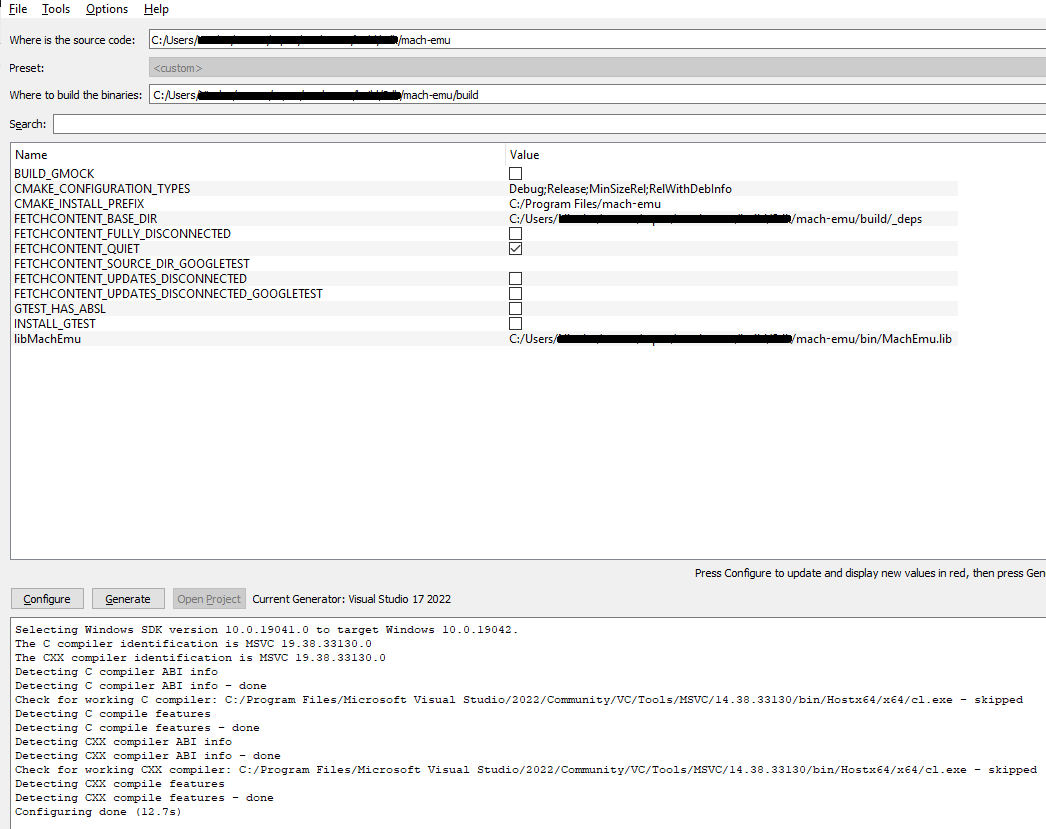 File Tools Options Help
Where is the source code: C:/Users/ /mach-emu
Preset: <custom>
Where to build the binaries: C:/Users/ /mach-emu/build
Search:
Name Value
BUILD_GMOCK
CMAKE_CONFIGURATION_TYPES Debug;Release;MinSizeRel;RelWithDebInfo
CMAKE_INSTALL_PREFIX C:/Program Files/mach-emu
FETCHCONTENT_BASE_DIR C:/Users/ /mach-emu/build/_deps
FETCHCONTENT_FULLY_DISCONNECTED
FETCHCONTENT_QUIET
FETCHCONTENT_SOURCE_DIR_GOOGLETEST
FETCHCONTENT_UPDATES_DISCONNECTED
FETCHCONTENT_UPDATES_DISCONNECTED_GOOGLETEST
GTEST_HAS_ABSL
INSTALL_GTEST
libMachEmu C:/Users/ /mach-emu/bin/MachEmu.lib
Press Configure to update and display new values in red, then press Gen
Configure Generate Open Project Current Generator: Visual Studio 17 2022
Selecting Windows SDK version 10.0.19041.0 to target Windows 10.0.19042.
The C compiler identification is MSVC 19.38.33130.0
The CXX compiler identification is MSVC 19.38.33130.0
Detecting C compiler ABI info
Detecting C compiler ABI info - done
Check for working C compiler: C:/Program Files/Microsoft Visual Studio/2022/Community/VC/Tools/MSVC/14.38.33130/bin/Hostx64/x64/cl.exe - skipped
Detecting C compile features
Detecting C compile features - done
Detecting CXX compiler ABI info
Detecting CXX compiler ABI info - done
Check for working CXX compiler: C:/Program Files/Microsoft Visual Studio/2022/Community/VC/Tools/MSVC/14.38.33130/bin/Hostx64/x64/cl.exe - skipped
Detecting CXX compile features
Detecting CXX compile features - done
Configuring done (12.7s)